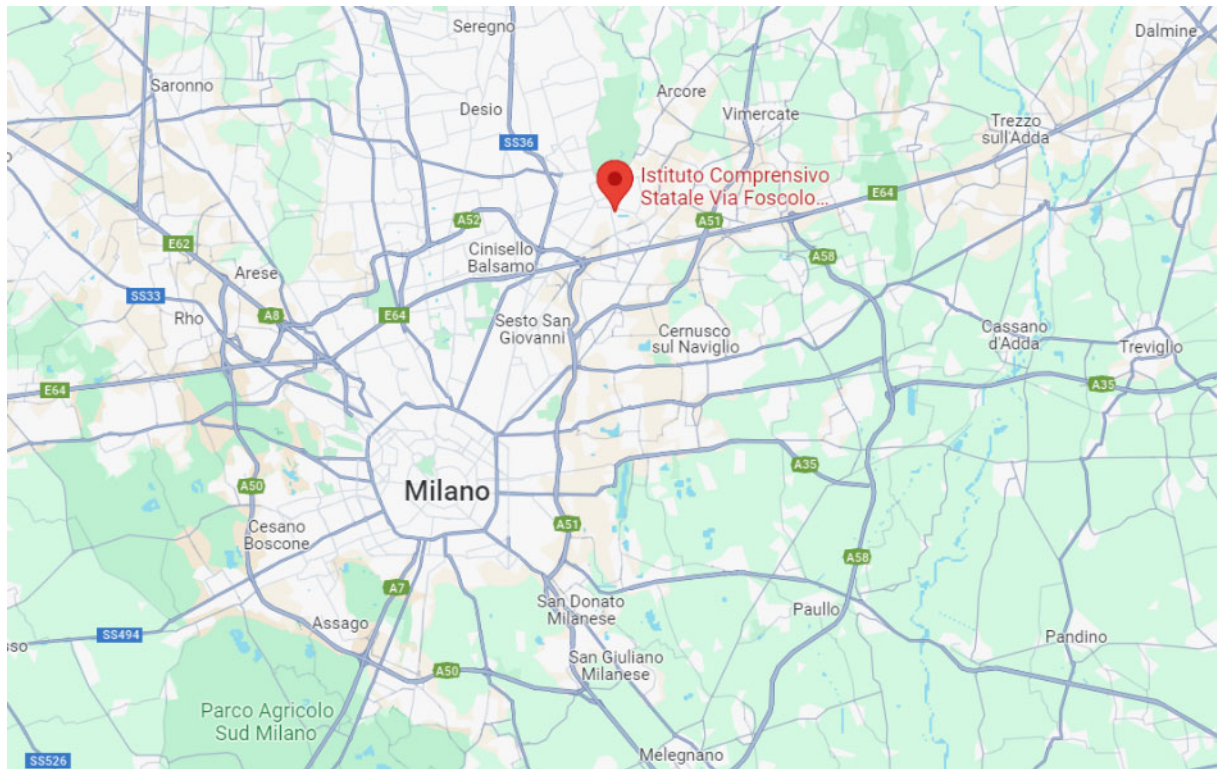 Seregno
Dalmine
Saronno
Arcore
Desio
Vimercate
Trezzo
sull'Adda
SS36
Istituto Comprensivo
Statale Via Foscolo...
E64
A52
A51
E62
Cinisello
Balsamo
A58
Arese
SS33
A8
E64
Rho
Sesto San
Giovanni
Cernusco
sul Naviglio
Cassano
d'Adda
Treviglio
E64
A35
A35
A50
Milano
Cesano
Boscone
A51
A58
A7
San Donato
Milanese
Paullo
Assago
SS494
Pandino
San Giuliano
Milanese
A50
Parco Agricolo
Sud Milano
Melegnano
SS526